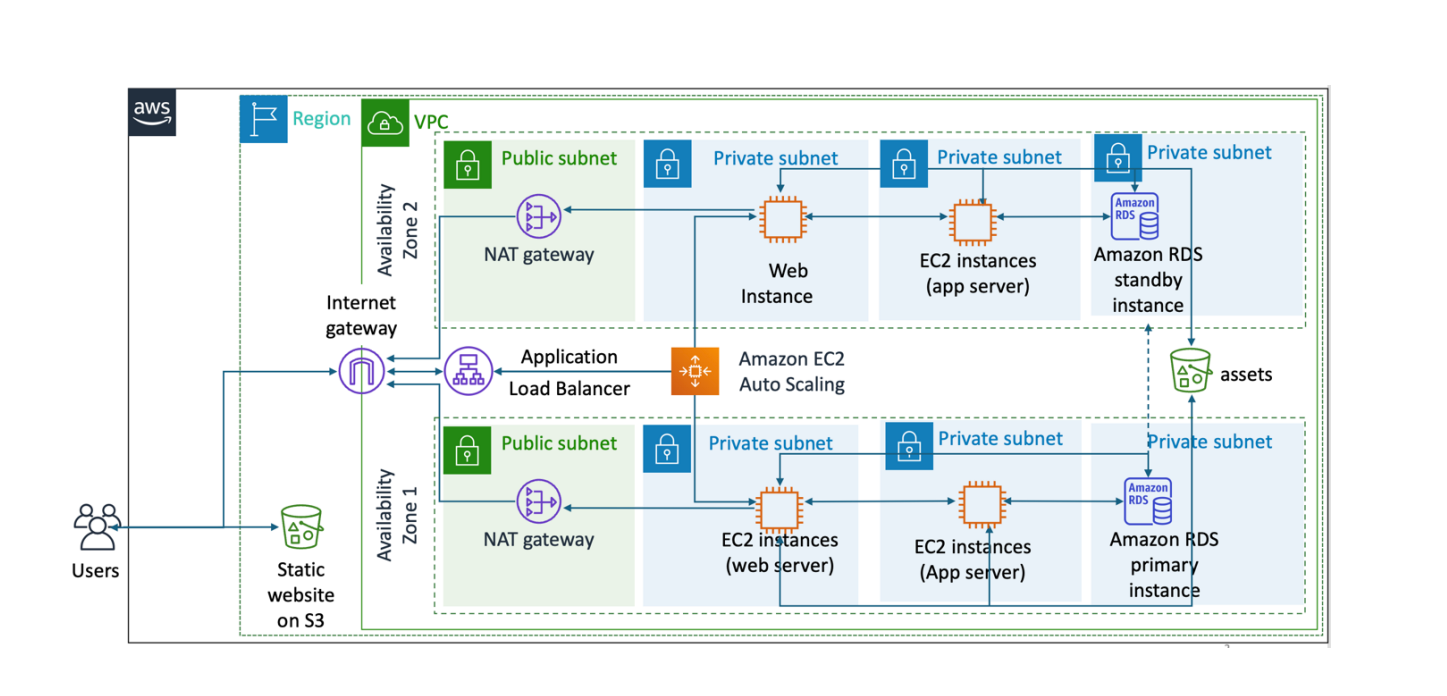 aws
Region
VPC
Availability
Zone 2
Public subnet
NAT gateway
Private subnet
Web
Instance
Private subnet
EC2 instances
(app server)
Private subnet
Amazon
RDS
Amazon RDS
standby
instance
Internet
gateway
Application
Load Balancer
Amazon EC2
Auto Scaling
assets
Availability
Zone 1
Public subnet
NAT gateway
Private subnet
EC2 instances
(web server)
Private subnet
EC2 instances
(App server)
Private subnet
Amazon
RDS
Amazon RDS
primary
instance
Users
Static
website
on S3